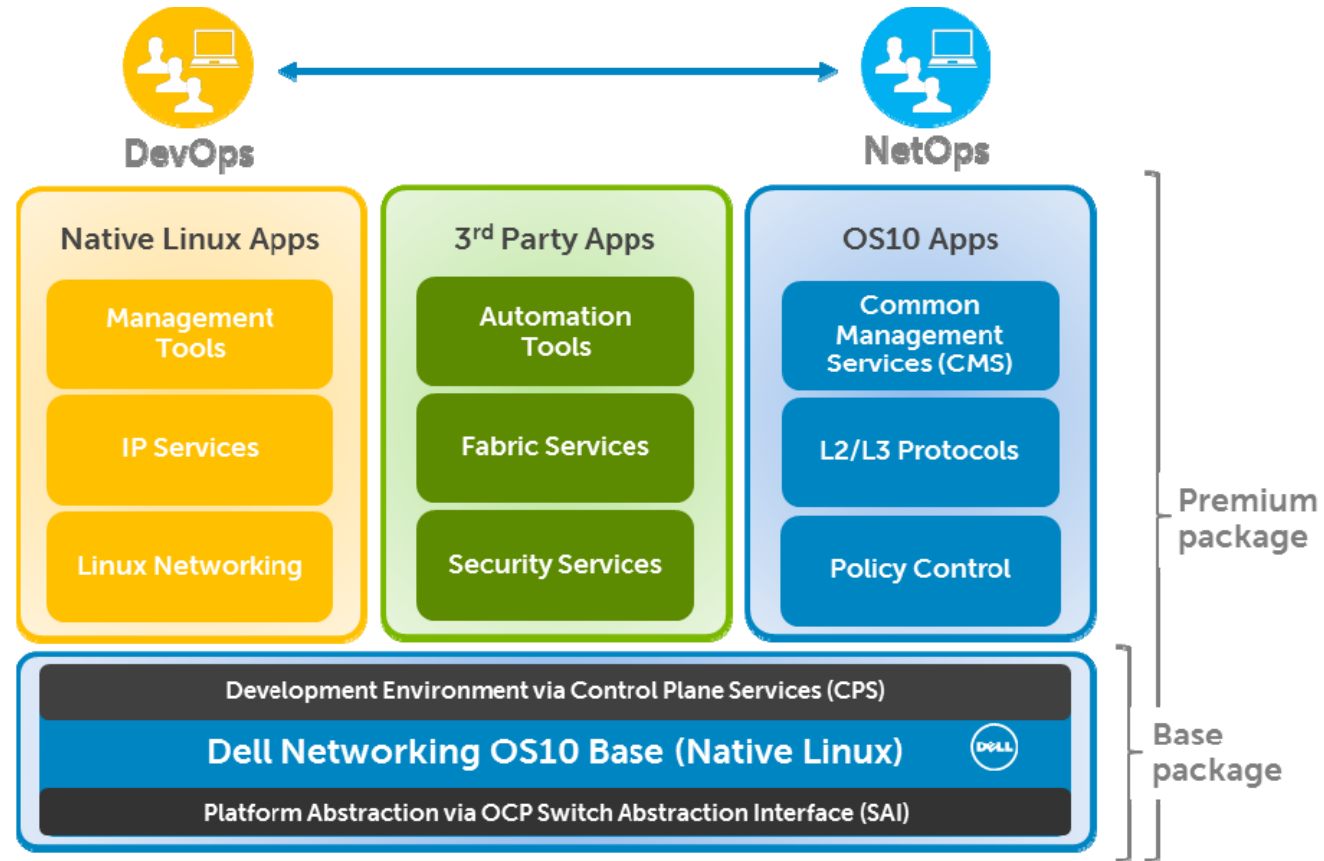 DevOps
NetOps
Native Linux Apps
Management
Tools
IP Services
Linux Networking
3rd Party Apps
Automation
Tools
Fabric Services
Security Services
OS10 Apps
Common
Management
Services (CMS)
L2/L3 Protocols
Policy Control
Premium
package
Development Environment via Control Plane Services (CPS)
Dell Networking OS10 Base (Native Linux)
DELL
Platform Abstraction via OCP Switch Abstraction Interface (SAI)
Base
package